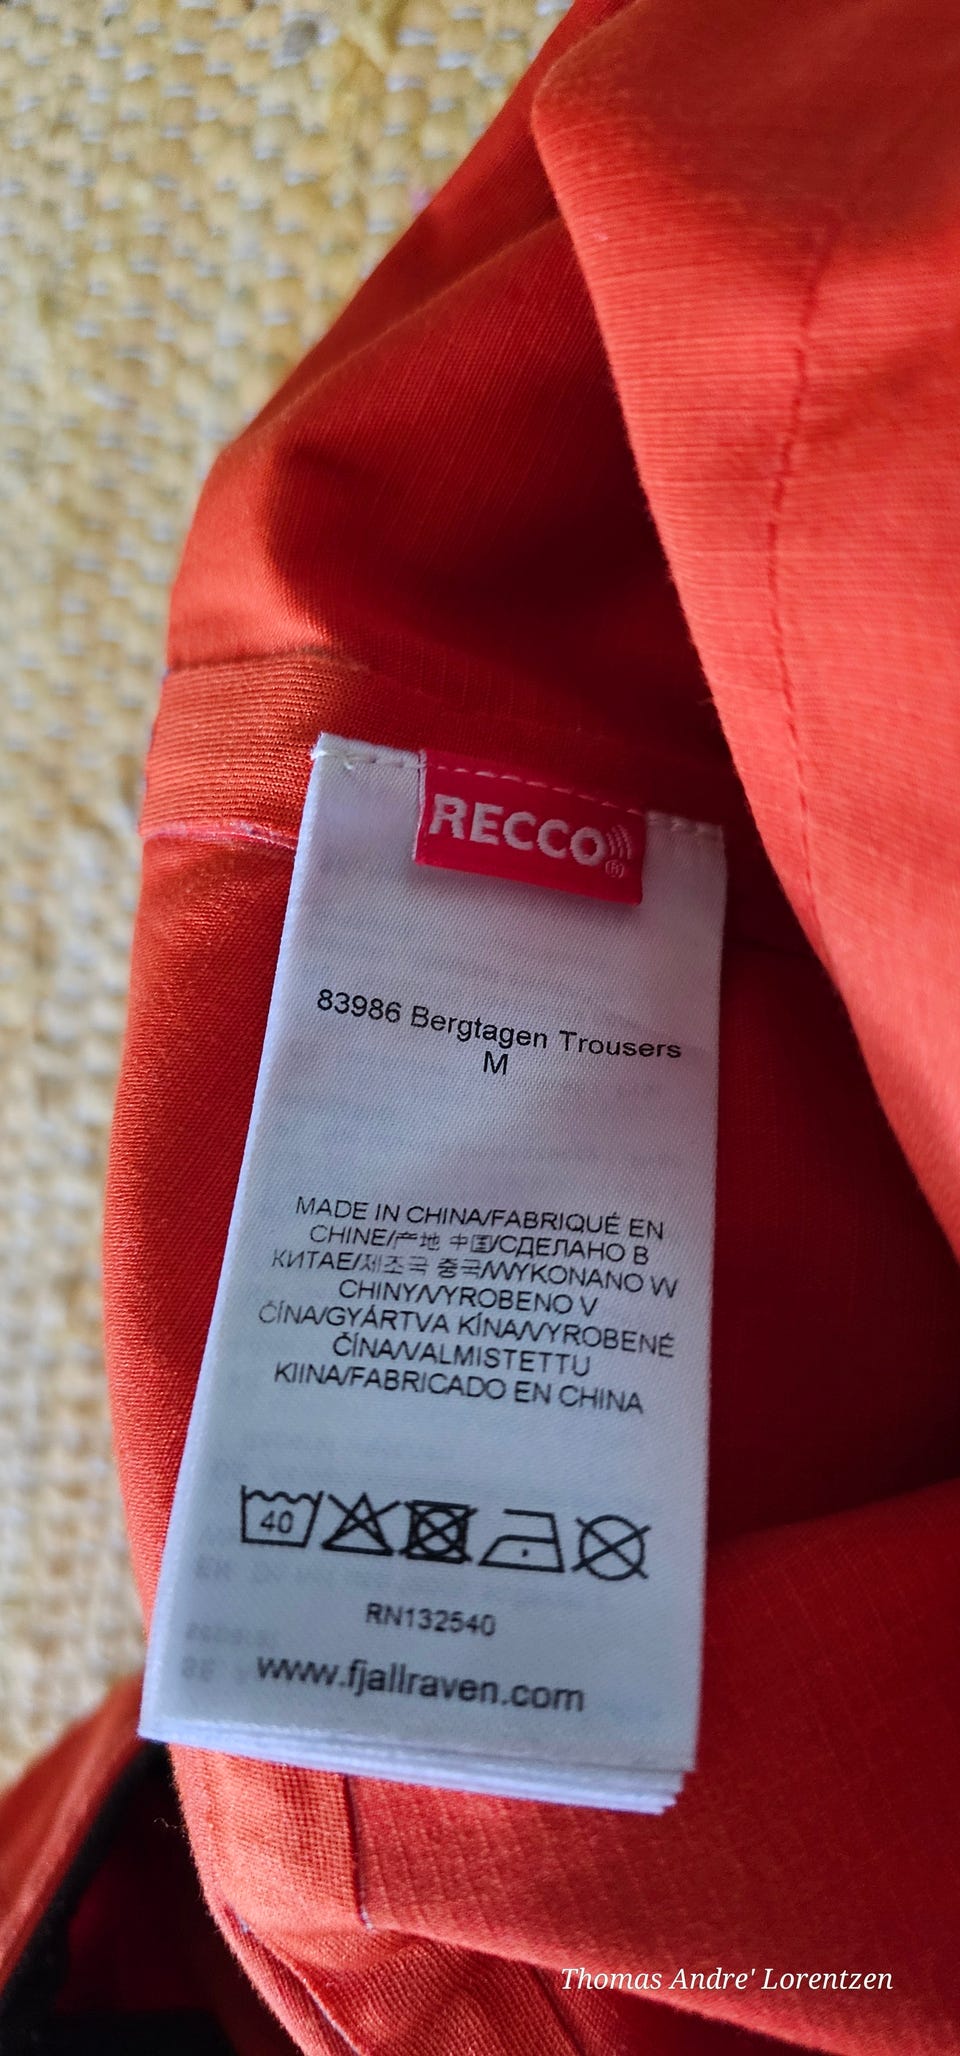 RECCO®
83986 Bergtagen Trousers
M
MADE IN CHINA/FABRIQUÉ EN
CHINE/产地 中国/СДЕЛАНО В
КИТАЕ/제조국 중국/WYKONANO W
CHINY/VYROBENO V
ČÍNA/GYÁRTVA KÍNA/VYROBENÉ
ČÍNA/VALMISTETTU
KIINA/FABRICADO EN CHINA
40
RN132540
www.fjallraven.com
Thomas Andre' Lorentzen